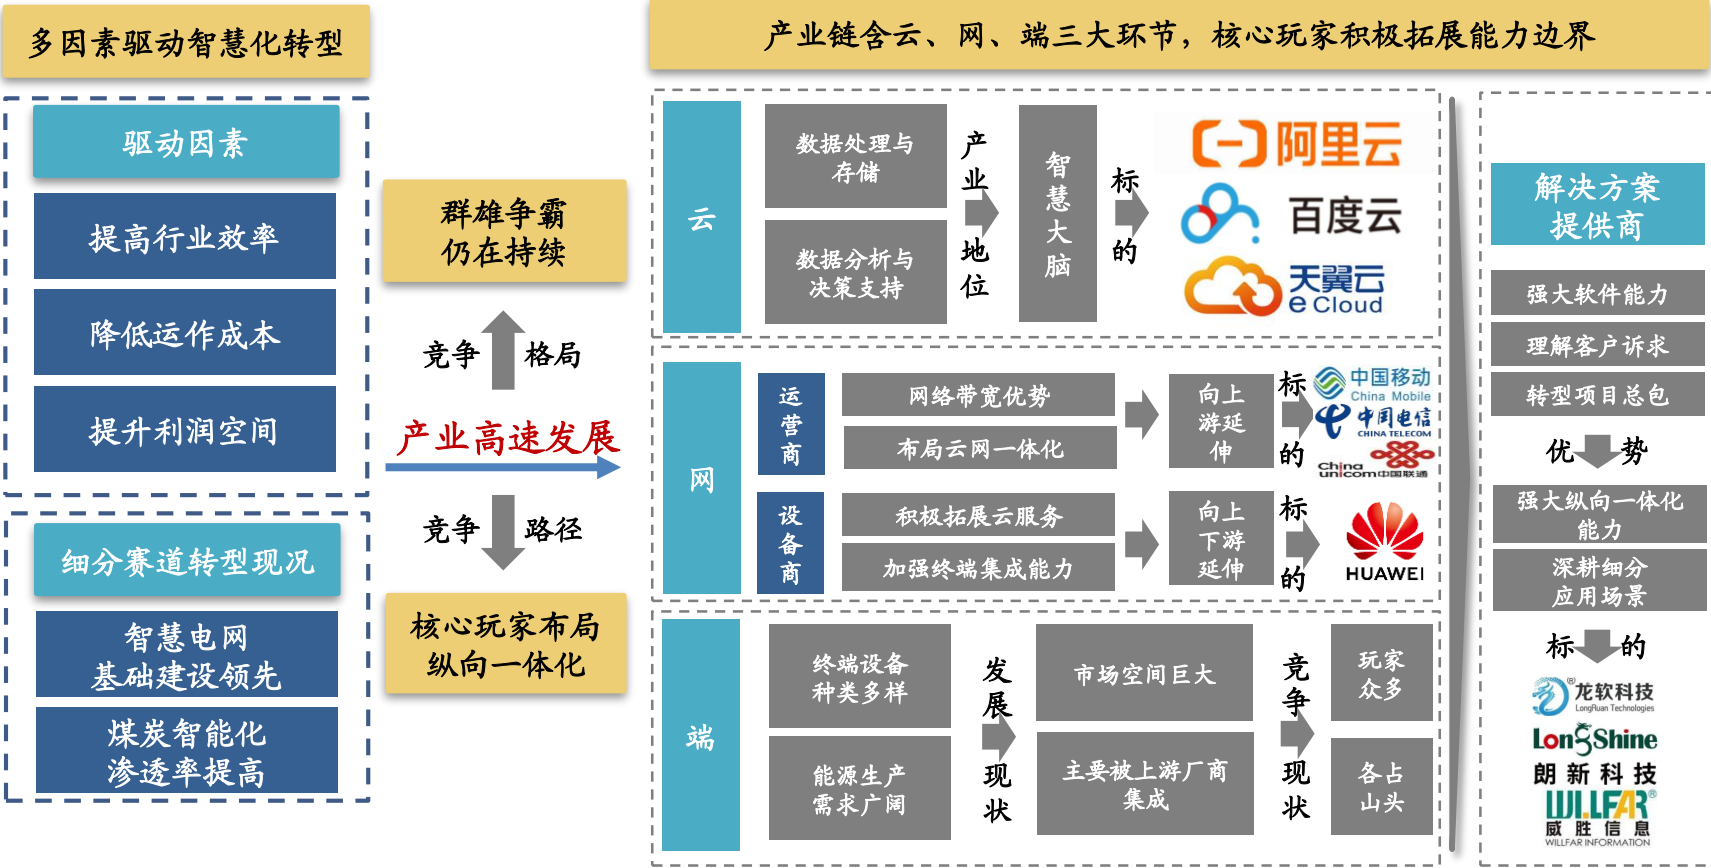 多因素驱动智慧化转型
驱动因素
提高行业效率
降低运作成本
提升利润空间
细分赛道转型现况
智慧电网
基础建设领先
煤炭智能化
渗透率提高
群雄争霸
仍在持续
竞争 格局
产业高速发展
竞争 路径
核心玩家布局
纵向一体化
产业链含云、网、端三大环节，核心玩家积极拓展能力边界
云
数据处理与
存储
数据分析与
决策支持
产业地位
智慧大脑
标的
阿里云
百度云
天翼云
e Cloud
网
运营商
网络带宽优势
布局云网一体化
向上
游延
伸
标的
中国移动
China Mobile
中国电信
CHINA TELECOM
China
unicom中国联通
设备商
积极拓展云服务
加强终端集成能力
向上
下游
延伸
标的
HUAWEI
端
终端设备
种类多样
能源生产
需求广阔
发展现状
市场空间巨大
主要被上游厂商
集成
竞争现状
玩家
众多
各占
山头
解决方案
提供商
强大软件能力
理解客户诉求
转型项目总包
优 势
强大纵向一体化
能力
深耕细分
应用场景
标 的
®龙软科技
LongRuan Technologies
LongShine
朗新科技
WILLFAR®
威胜信息
WILLFAR INFORMATION